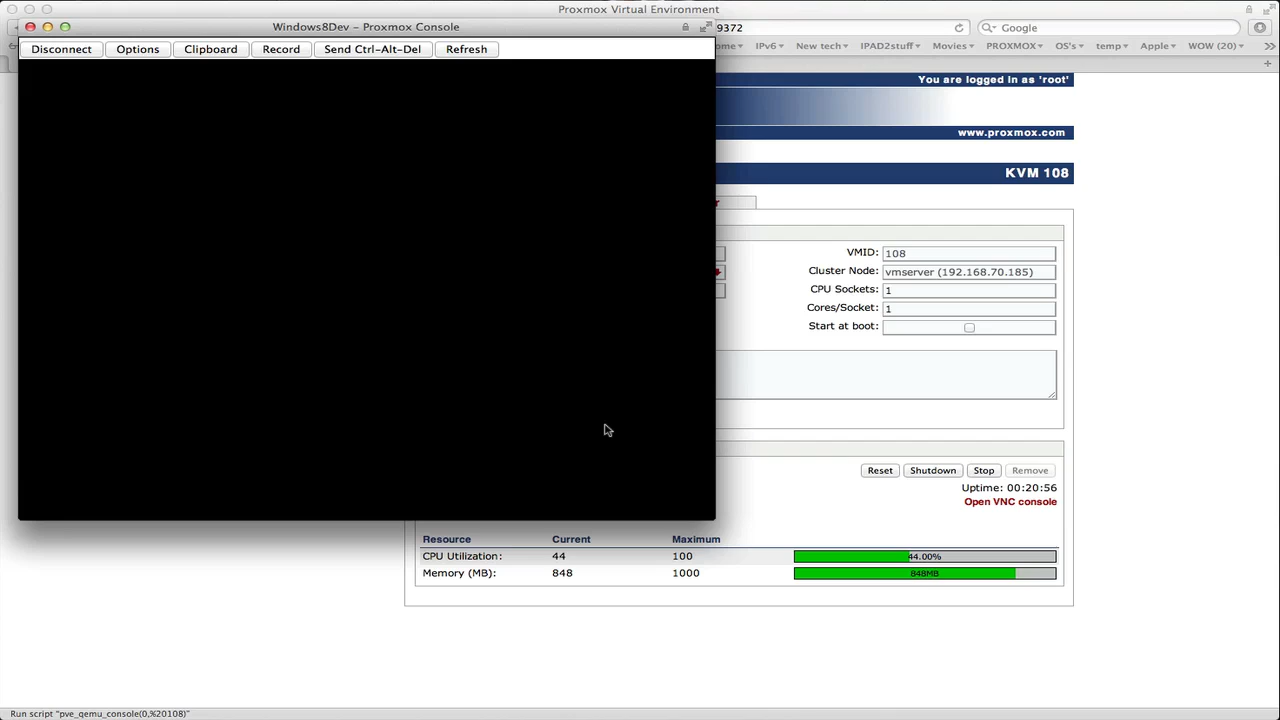 Proxmox Virtual Environment
Windows8Dev – Proxmox Console
9372
Google
Disconnect
Options
Clipboard
Record
Send Ctrl-Alt-Del
Refresh
ome
IPv6
New tech
IPAD2stuff
Movies
PROXMOX
OS's
temp
Apple
WOW (20)
You are logged in as 'root'
www.proxmox.com
KVM 108
r
VMID: 108
Cluster Node: vmserver (192.168.70.185)
CPU Sockets: 1
Cores/Socket: 1
Start at boot:
Reset Shutdown Stop Remove
Uptime: 00:20:56
Open VNC console
Resource Current Maximum
CPU Utilization: 44 100 44.00%
Memory (MB): 848 1000 848MB
Run script "pve_qemu_console(0,%20108)"